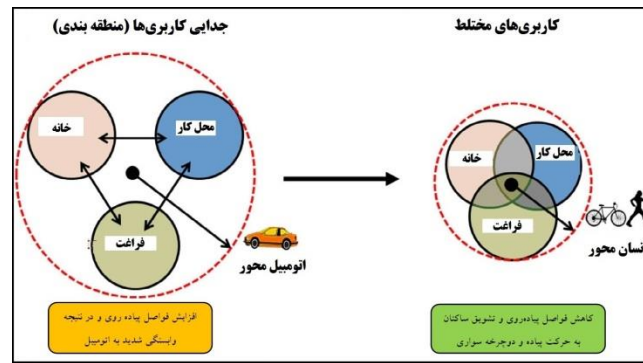 کاربری‌های مختلط
جدایی کاربری‌ها (منطقه بندی)
خانه
محل کار
فراغت
انسان محور
خانه
محل کار
فراغت
اتومبیل محور
کاهش فواصل پیاده‌روی و تشویق ساکنان
به حرکت پیاده و دوچرخه سواری
افزایش فواصل پیاده روی و در نتیجه
وابستگی شدید به اتومبیل